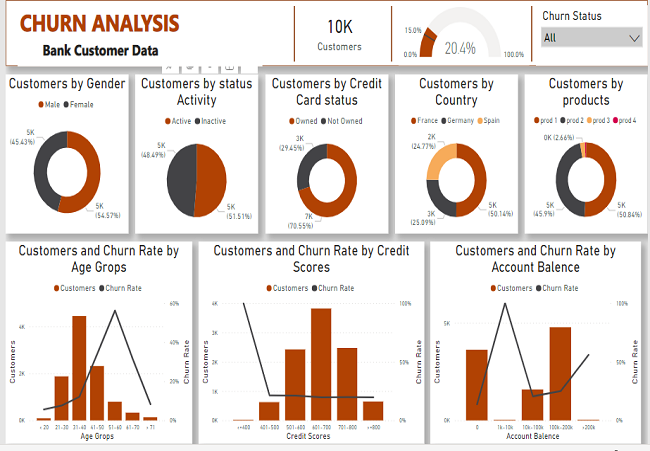 CHURN ANALYSIS
Bank Customer Data
10K
Customers
15.0%
0.0%
20.4%
100.0%
Churn Status
All
Customers by Gender
Male Female
5K
(45.43%)
5K
(54.57%)
Customers by status
Activity
Active Inactive
5K
(48.49%)
5K
(51.51%)
Customers by Credit
Card status
Owned Not Owned
3K
(29.45%)
7K
(70.55%)
Customers by
Country
France Germany Spain
2K
(24.77%)
3K
(25.09%)
5K
(50.14%)
Customers by
products
prod 1 prod 2 prod 3 prod 4
0K (2.66%)
5K
(45.9%)
5K
(50.84%)
Customers and Churn Rate by
Age Grops
Customers Churn Rate
Customers
4K
2K
0K
60%
40%
20%
0%
Churn Rate
< 20 21-30 31-40 41-50 51-60 61-70 > 71
Age Grops
Customers and Churn Rate by Credit
Scores
Customers Churn Rate
Customers
4K
3K
2K
1K
0K
100%
50%
0%
Churn Rate
<=400 401-500 501-600 601-700 701-800 >=800
Credit Scores
Customers and Churn Rate by
Account Balence
Customers Churn Rate
Customers
5K
0K
100%
50%
0%
Churn Rate
0 1k-10k 10k-100k 100k-200k >200k
Account Balence